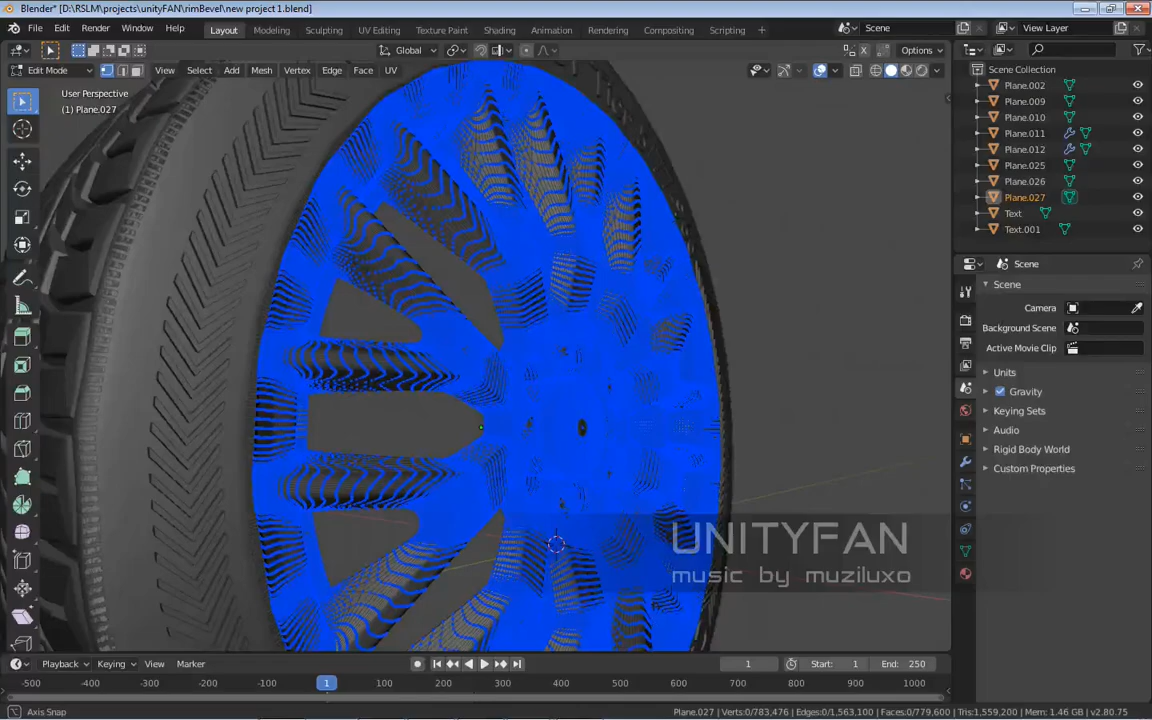 Blender* [D:\RSLM\projects\unityFAN\rimBevel\new project 1.blend]
File Edit Render Window Help Layout Modeling Sculpting UV Editing Texture Paint Shading Animation Rendering Compositing Scripting + Scene View Layer
Global Options
Edit Mode View Select Add Mesh Vertex Edge Face UV
User Perspective
(1) Plane.027
Scene Collection
Plane.002
Plane.009
Plane.010
Plane.011
Plane.012
Plane.025
Plane.026
Plane.027
Text
Text.001
Scene
Scene
Camera
Background Scene
Active Movie Clip
Units
Gravity
Keying Sets
Audio
Rigid Body World
Custom Properties
UNITYFAN
music by muziluxo
Playback Keying View Marker 1 Start: 1 End: 250
-500 -400 -300 -200 -100 1 100 200 300 400 500 600 700 800 900 1000
Axis Snap
Plane.027 | Verts:0/783,476 | Edges:0/1,563,100 | Faces:0/779,600 | Tris:1,559,200 | Mem: 1.46 GB | v2.80.75